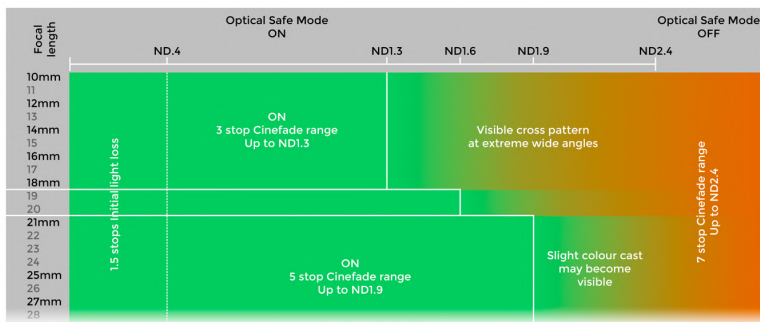 Focal
length
Optical Safe Mode
ON
Optical Safe Mode
OFF
ND.4
ND1.3
ND1.6
ND1.9
ND2.4
10mm
11
12mm
13
14mm
15
16mm
17
18mm
19
20
21mm
22
23
24
25mm
26
27mm
28
1.5 stops Initial light loss
ON
3 stop Cinefade range
Up to ND1.3
Visible cross pattern
at extreme wide angles
ON
5 stop Cinefade range
Up to ND1.9
Slight colour cast
may become
visible
7 stop Cinefade range
Up to ND2.4